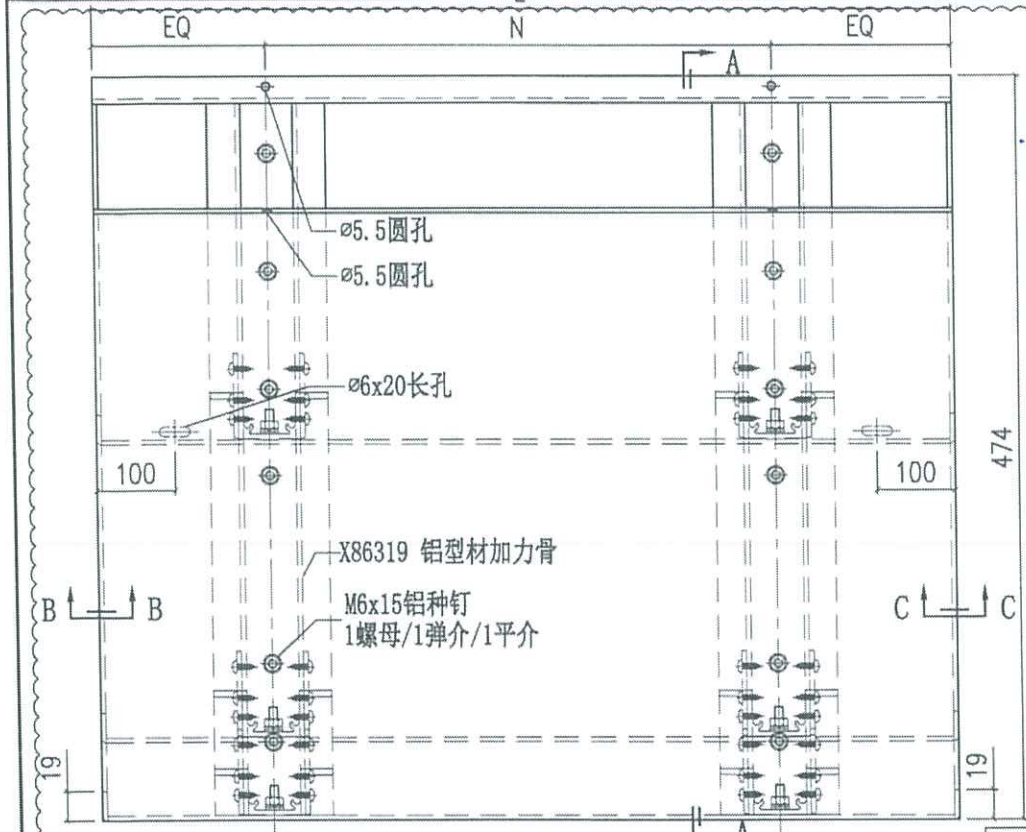 EQ N EQ
A
ø5.5圆孔
ø5.5圆孔
ø6x20长孔
100 100
474
X86319 铝型材加力骨
M6x15铝种钉
1螺母/1弹介/1平介
B B C C
19 19
A